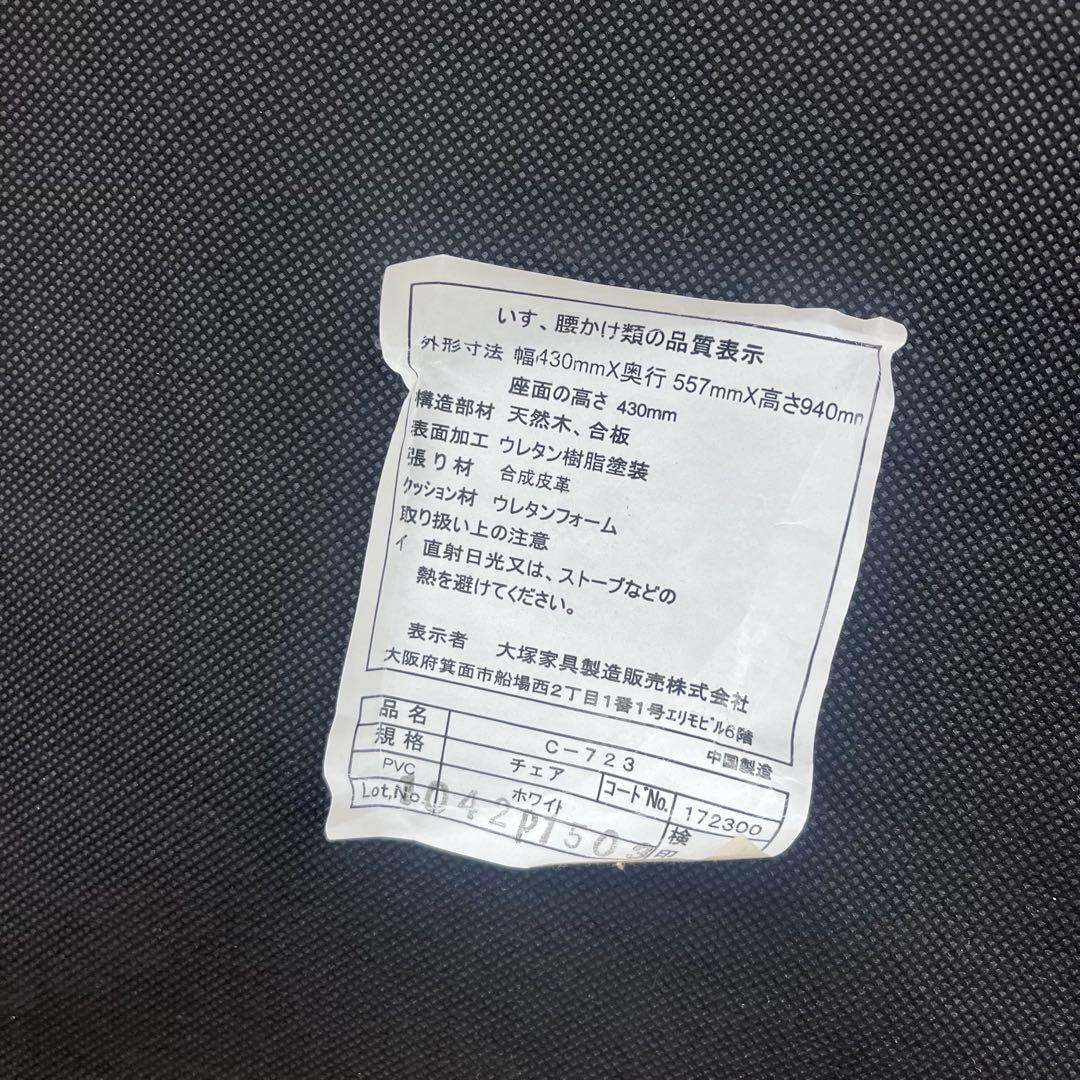 いす、腰かけ類の品質表示
外形寸法 幅430mmX奥行 557mmX高さ940mm
座面の高さ 430mm
構造部材 天然木、合板
表面加工 ウレタン樹脂塗装
張り材 合成皮革
クッション材 ウレタンフォーム
取り扱い上の注意
イ 直射日光又は、ストーブなどの
熱を避けてください。
表示者 大塚家具製造販売株式会社
大阪府箕面市船場西2丁目1番1号エリモビル6階
中国製造
品名 C-723
規格 チェア コードNo. 172300
PVC ホワイト 検印
Lot,No